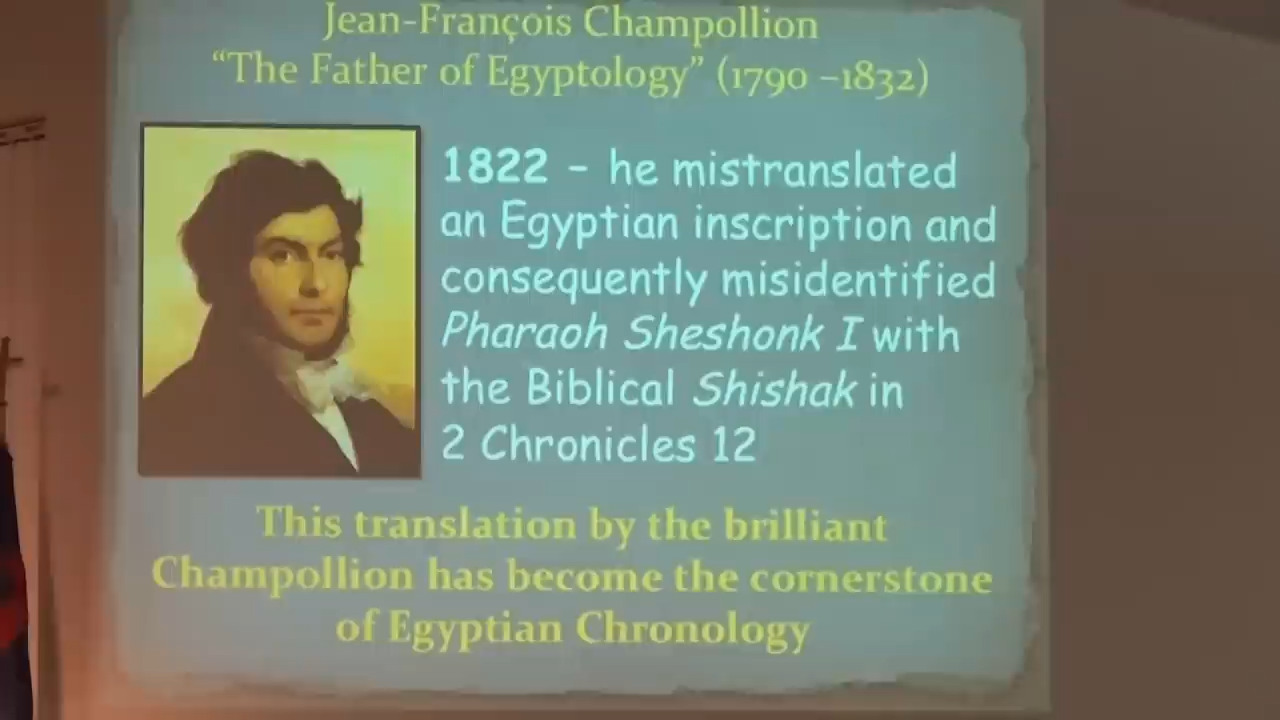 Jean-François Champollion
“The Father of Egyptology” (1790 –1832)
1822 – he mistranslated
an Egyptian inscription and
consequently misidentified
Pharaoh Sheshonk I with
the Biblical Shishak in
2 Chronicles 12
This translation by the brilliant
Champollion has become the cornerstone
of Egyptian Chronology